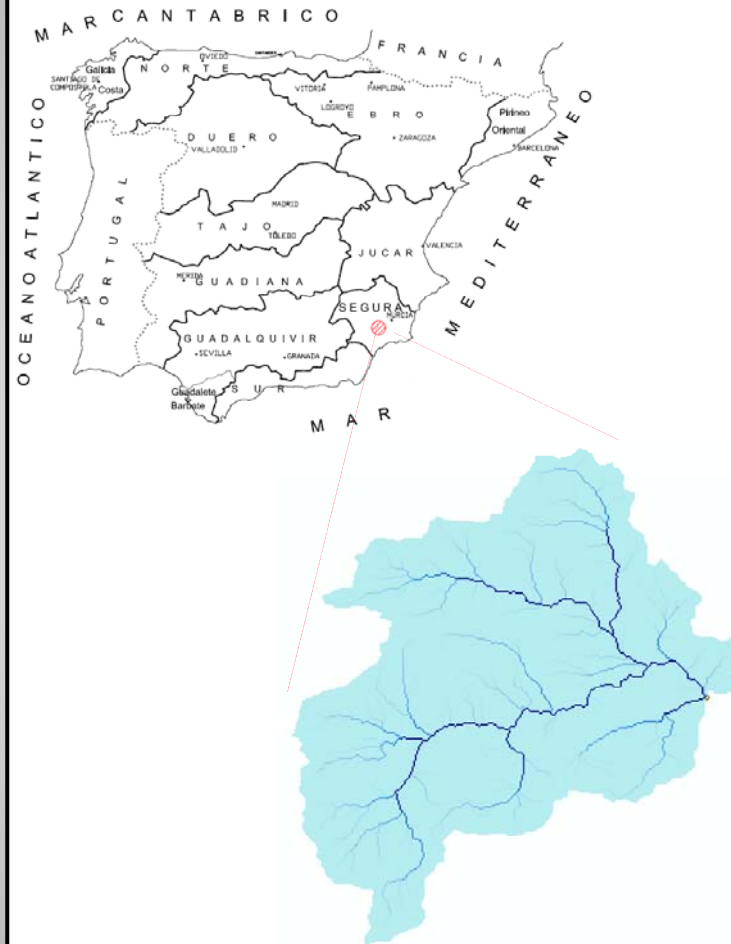 MAR CANTABRICO
FRANCIA
OVIEDO
SANTANDER
Galicia
Costa
NORTE
SANTIAGO DE
COMPOSTELA
VITORIA
PAMPLONA
LOGROYO
EBRO
Pirineo
Oriental
DUERO
VALLADOLID
ZARAGOZA
BARCELONA
OCEANO ATLANTICO
PORTUGAL
MADRID
TAJO
TOLEDO
JUCAR
VALENCIA
MEDITERRANEO
MERIDA
GUADIANA
SEGURA
MURCIA
GUADALQUIVIR
SEVILLA
GRANADA
Guadalete
Barbate
SUR
MAR